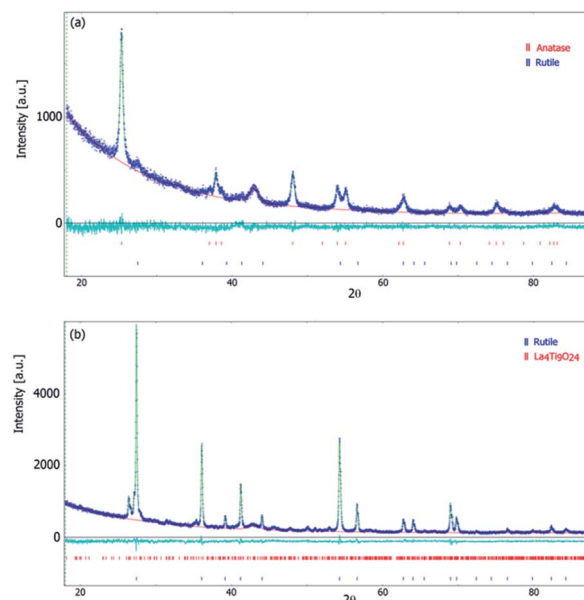 (a)
Anatase
Rutile
Intensity [a.u.]
1000
0
20 40 60 80
2θ
(b)
Rutile
La4Ti9O24
Intensity [a.u.]
4000
2000
0
20 40 60 80
2θ